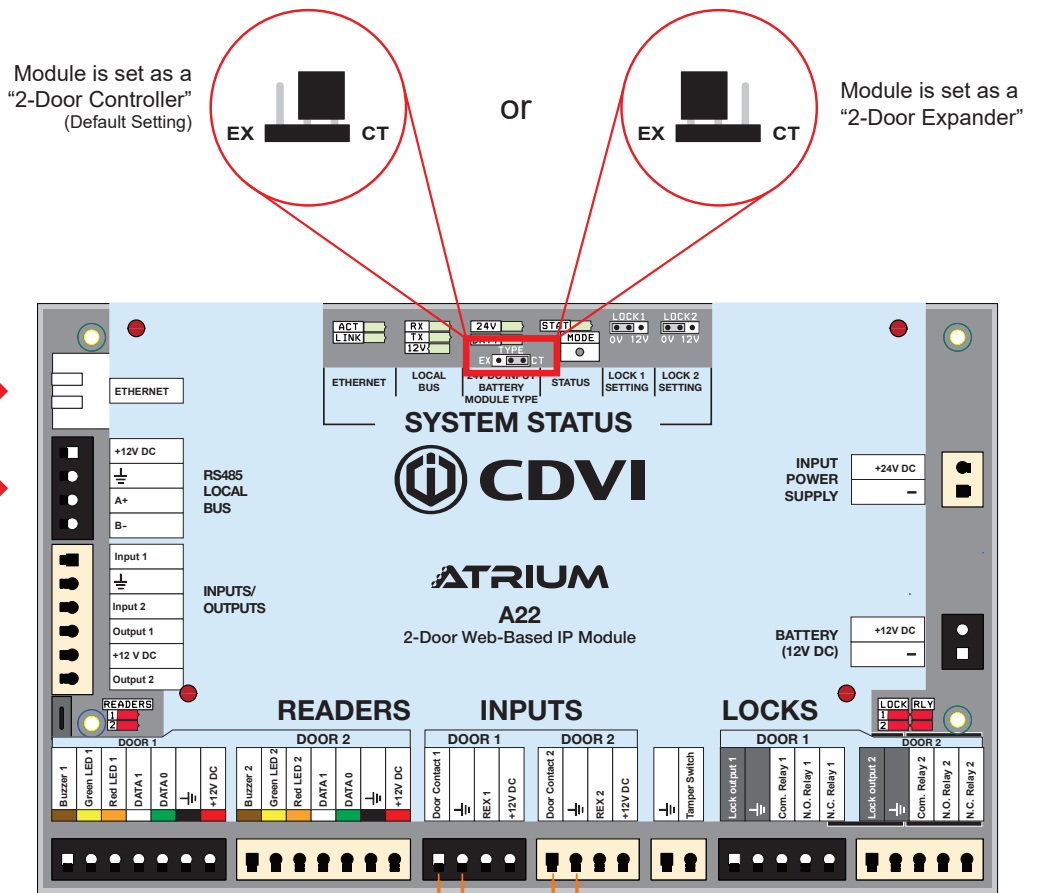 Module is set as a
“2-Door Controller”
(Default Setting)
EX CT
or
EX CT
Module is set as a
“2-Door Expander”
ACT
LINK
RX
TX
12V
24V
STAT
MODE
LOCK1
0V 12V
LOCK2
0V 12V
TYPE
EX CT
ETHERNET
LOCAL
BUS
24V DC INPUT
BATTERY
MODULE TYPE
STATUS
LOCK 1
SETTING
LOCK 2
SETTING
SYSTEM STATUS
ETHERNET
+12V DC
A+
B-
RS485
LOCAL
BUS
CDVI
INPUT
POWER
SUPPLY
+24V DC
–
Input 1
Input 2
Output 1
+12 V DC
Output 2
INPUTS/
OUTPUTS
ATRIUM
A22
2-Door Web-Based IP Module
BATTERY
(12V DC)
+12V DC
–
READERS
1
2
LOCK RLY
1
2
READERS
INPUTS
LOCKS
DOOR 1
Buzzer 1
Green LED 1
Red LED 1
DATA 1
DATA 0
+12V DC
DOOR 2
Buzzer 2
Green LED 2
Red LED 2
DATA 1
DATA 0
+12V DC
DOOR 1
Door Contact 1
REX 1
+12V DC
DOOR 2
Door Contact 2
REX 2
+12V DC
Tamper Switch
DOOR 1
Lock output 1
Com. Relay 1
N.O. Relay 1
N.C. Relay 1
DOOR 2
Lock output 2
Com. Relay 2
N.O. Relay 2
N.C. Relay 2